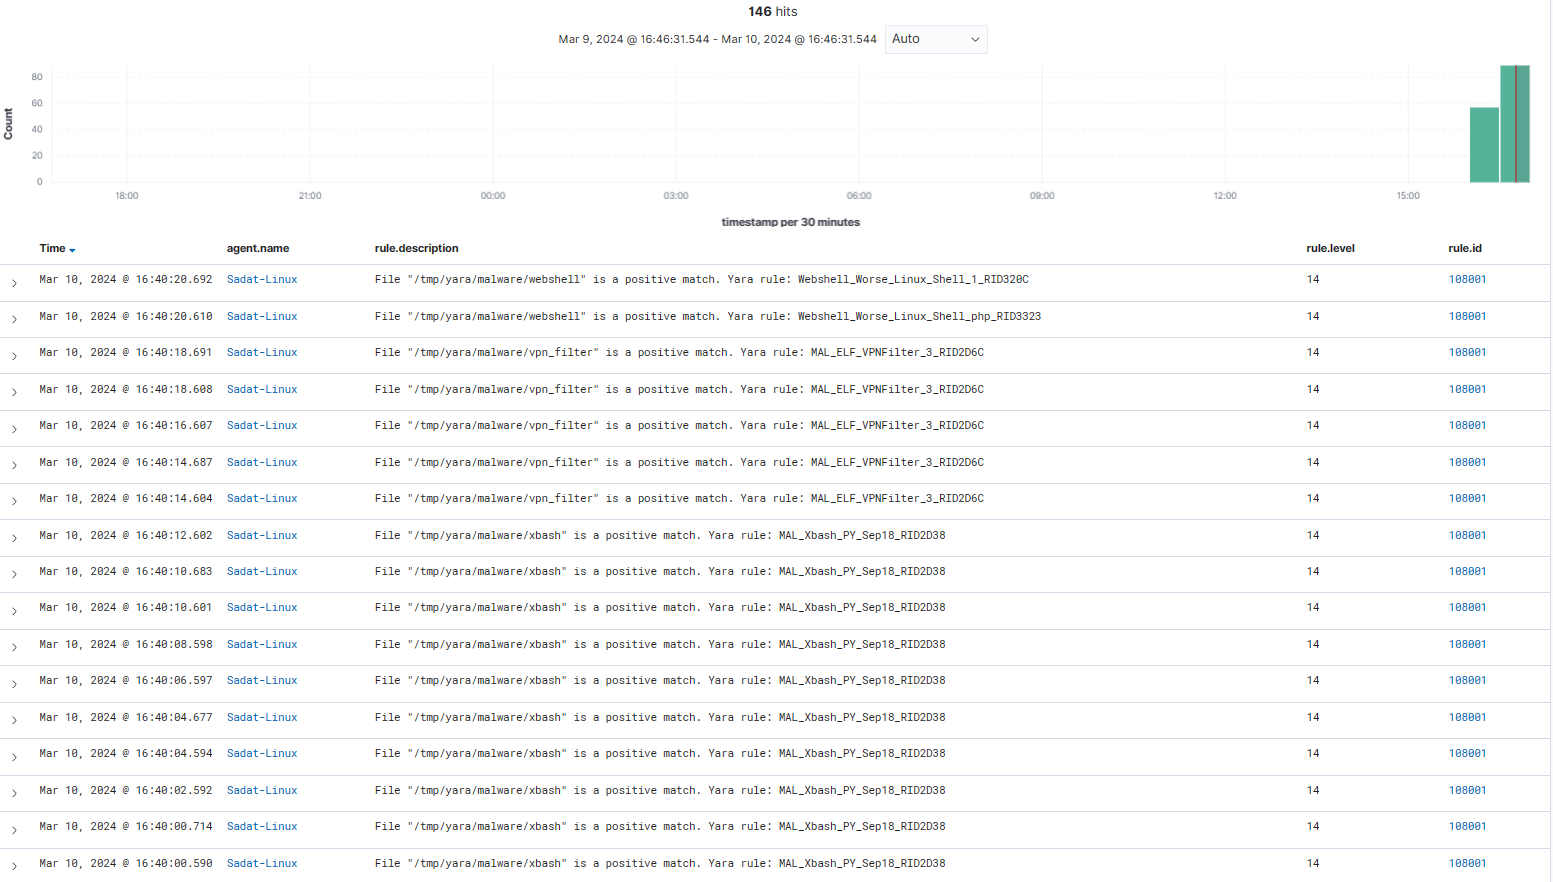 146 hits
Mar 9, 2024 @ 16:46:31.544 - Mar 10, 2024 @ 16:46:31.544 Auto
Count
80
60
40
20
0
18:00 21:00 00:00 03:00 06:00 09:00 12:00 15:00
timestamp per 30 minutes
Time agent.name rule.description rule.level rule.id
Mar 10, 2024 @ 16:40:20.692 Sadat-Linux File "/tmp/yara/malware/webshell" is a positive match. Yara rule: Webshell_Worse_Linux_Shell_1_RID320C 14 108001
Mar 10, 2024 @ 16:40:20.610 Sadat-Linux File "/tmp/yara/malware/webshell" is a positive match. Yara rule: Webshell_Worse_Linux_Shell_php_RID3323 14 108001
Mar 10, 2024 @ 16:40:18.691 Sadat-Linux File "/tmp/yara/malware/vpn_filter" is a positive match. Yara rule: MAL_ELF_VPNFilter_3_RID2D6C 14 108001
Mar 10, 2024 @ 16:40:18.608 Sadat-Linux File "/tmp/yara/malware/vpn_filter" is a positive match. Yara rule: MAL_ELF_VPNFilter_3_RID2D6C 14 108001
Mar 10, 2024 @ 16:40:16.607 Sadat-Linux File "/tmp/yara/malware/vpn_filter" is a positive match. Yara rule: MAL_ELF_VPNFilter_3_RID2D6C 14 108001
Mar 10, 2024 @ 16:40:14.687 Sadat-Linux File "/tmp/yara/malware/vpn_filter" is a positive match. Yara rule: MAL_ELF_VPNFilter_3_RID2D6C 14 108001
Mar 10, 2024 @ 16:40:14.604 Sadat-Linux File "/tmp/yara/malware/vpn_filter" is a positive match. Yara rule: MAL_ELF_VPNFilter_3_RID2D6C 14 108001
Mar 10, 2024 @ 16:40:12.602 Sadat-Linux File "/tmp/yara/malware/xbash" is a positive match. Yara rule: MAL_Xbash_PY_Sep18_RID2D38 14 108001
Mar 10, 2024 @ 16:40:10.683 Sadat-Linux File "/tmp/yara/malware/xbash" is a positive match. Yara rule: MAL_Xbash_PY_Sep18_RID2D38 14 108001
Mar 10, 2024 @ 16:40:10.601 Sadat-Linux File "/tmp/yara/malware/xbash" is a positive match. Yara rule: MAL_Xbash_PY_Sep18_RID2D38 14 108001
Mar 10, 2024 @ 16:40:08.598 Sadat-Linux File "/tmp/yara/malware/xbash" is a positive match. Yara rule: MAL_Xbash_PY_Sep18_RID2D38 14 108001
Mar 10, 2024 @ 16:40:06.597 Sadat-Linux File "/tmp/yara/malware/xbash" is a positive match. Yara rule: MAL_Xbash_PY_Sep18_RID2D38 14 108001
Mar 10, 2024 @ 16:40:04.677 Sadat-Linux File "/tmp/yara/malware/xbash" is a positive match. Yara rule: MAL_Xbash_PY_Sep18_RID2D38 14 108001
Mar 10, 2024 @ 16:40:04.594 Sadat-Linux File "/tmp/yara/malware/xbash" is a positive match. Yara rule: MAL_Xbash_PY_Sep18_RID2D38 14 108001
Mar 10, 2024 @ 16:40:02.592 Sadat-Linux File "/tmp/yara/malware/xbash" is a positive match. Yara rule: MAL_Xbash_PY_Sep18_RID2D38 14 108001
Mar 10, 2024 @ 16:40:00.714 Sadat-Linux File "/tmp/yara/malware/xbash" is a positive match. Yara rule: MAL_Xbash_PY_Sep18_RID2D38 14 108001
Mar 10, 2024 @ 16:40:00.590 Sadat-Linux File "/tmp/yara/malware/xbash" is a positive match. Yara rule: MAL_Xbash_PY_Sep18_RID2D38 14 108001